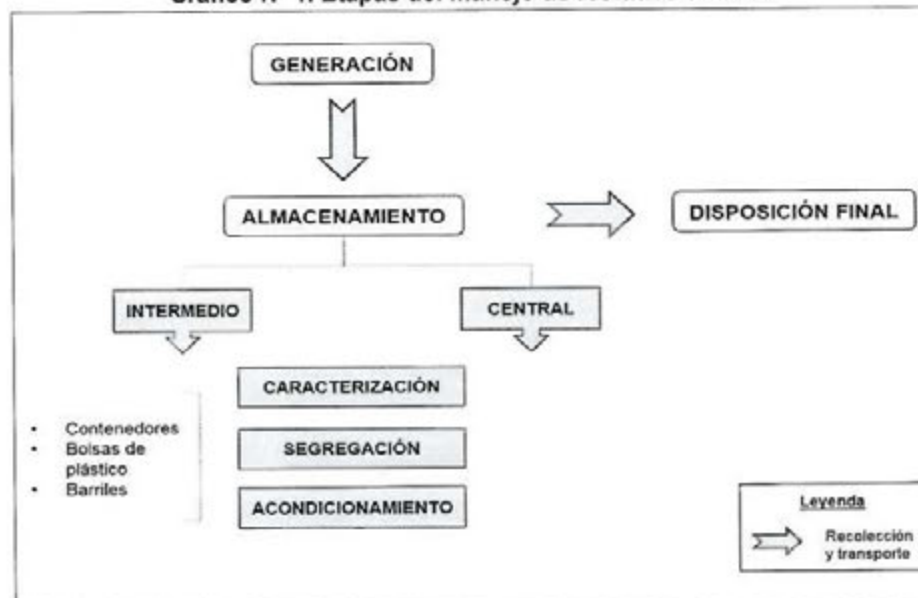 GENERACIÓN
ALMACENAMIENTO
DISPOSICIÓN FINAL
INTERMEDIO
CENTRAL
CARACTERIZACIÓN
SEGREGACIÓN
ACONDICIONAMIENTO
• Contenedores
• Bolsas de
plástico
• Barriles
Leyenda
Recolección
y transporte